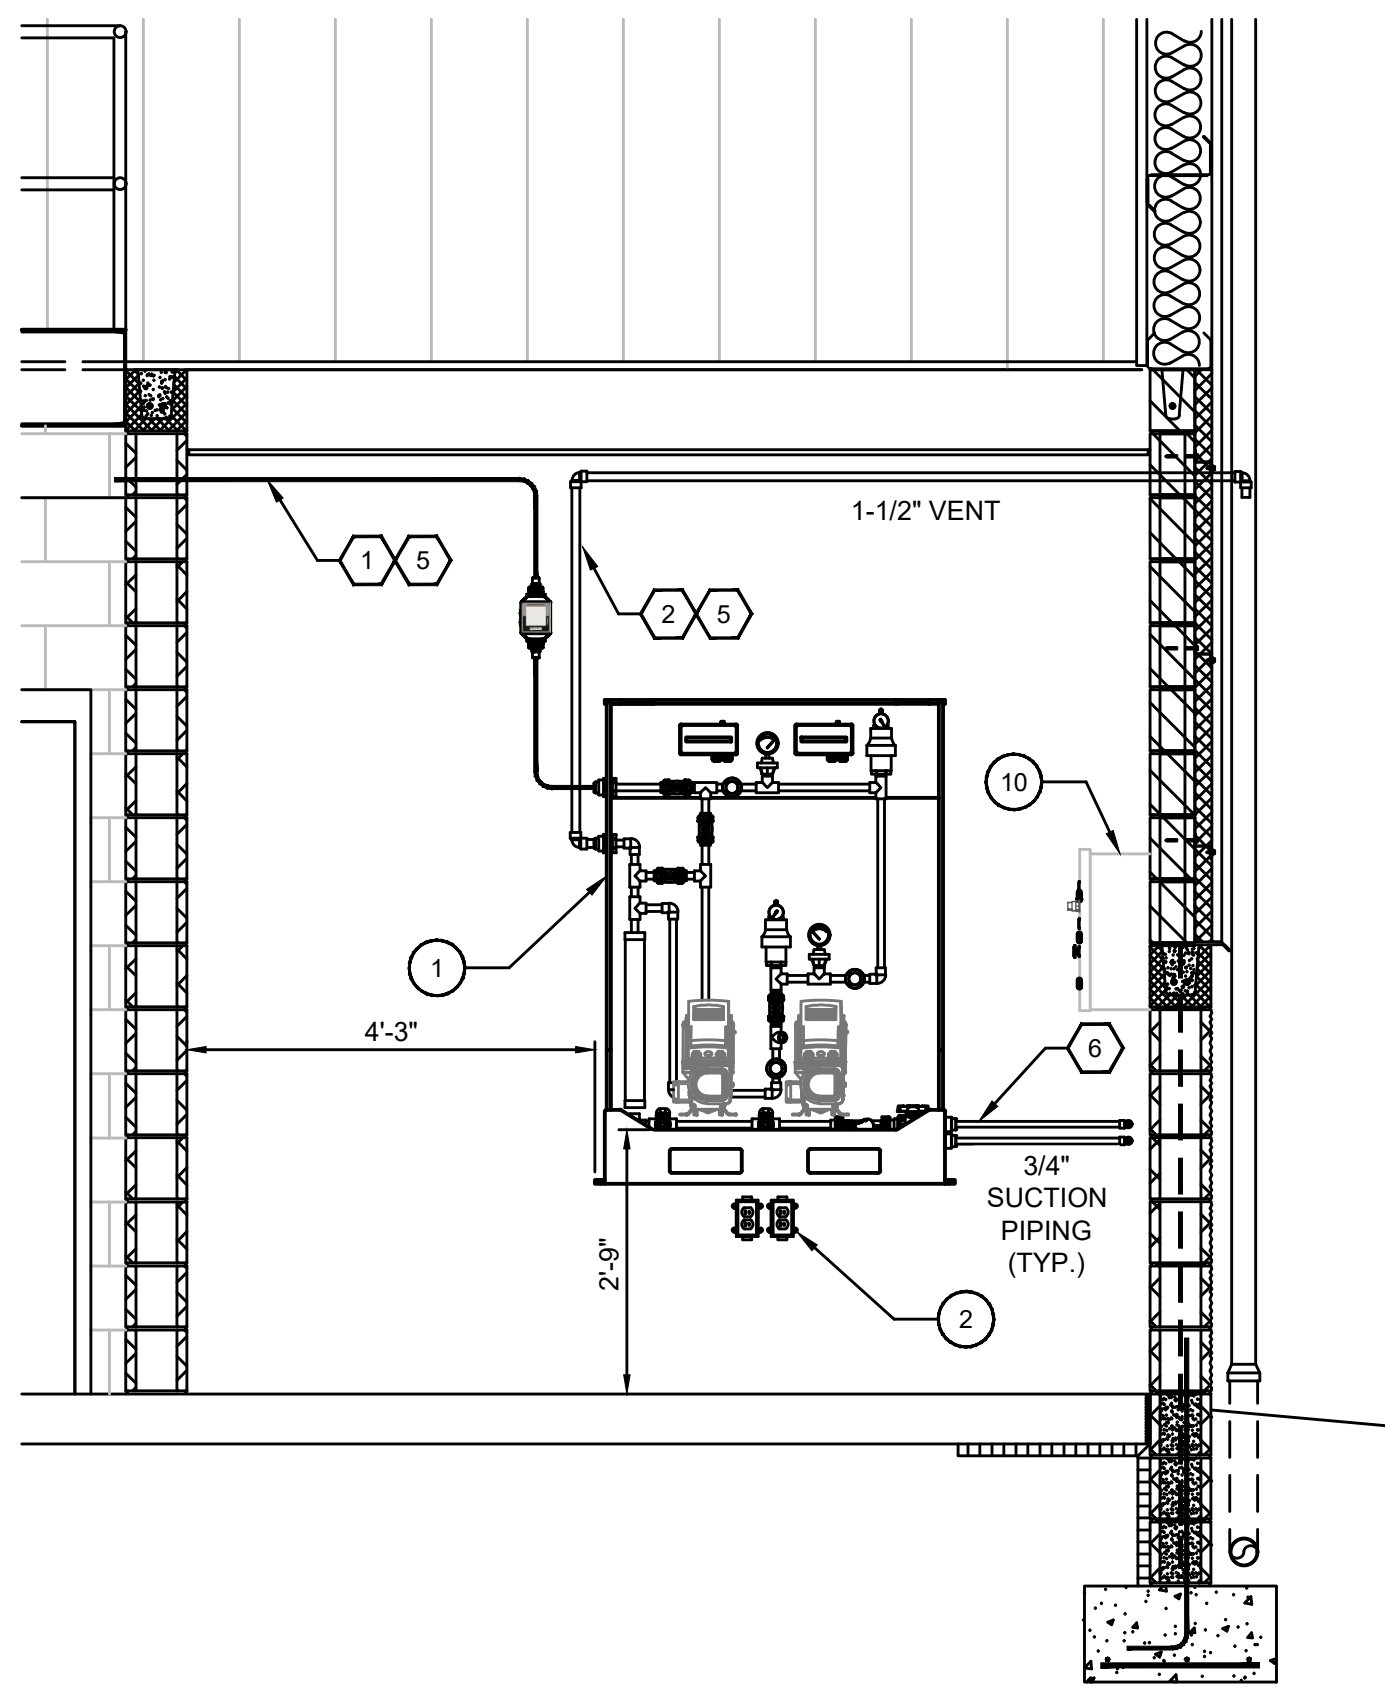 1-1/2" VENT
1 5
2 5
10
1
4'-3"
6
3/4"
SUCTION
PIPING
(TYP.)
2'-9"
2